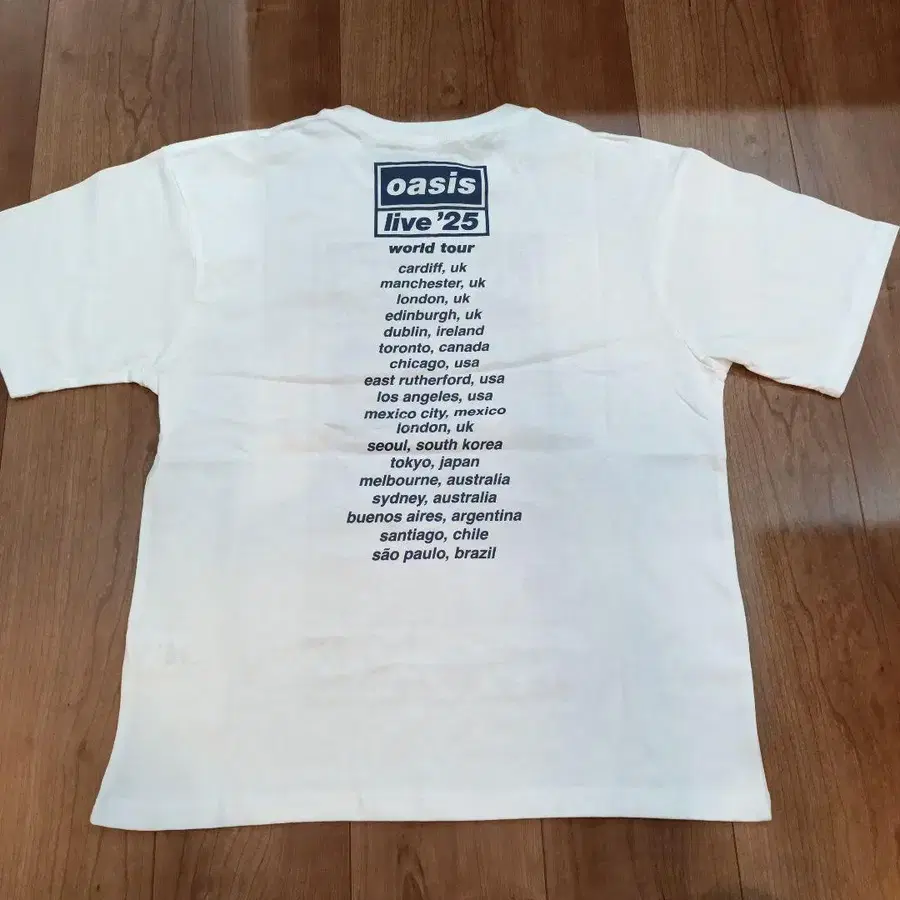 oasis
live '25
world tour
cardiff, uk
manchester, uk
london, uk
edinburgh, uk
dublin, ireland
toronto, canada
chicago, usa
east rutherford, usa
los angeles, usa
mexico city, mexico
london, uk
seoul, south korea
tokyo, japan
melbourne, australia
sydney, australia
buenos aires, argentina
santiago, chile
são paulo, brazil